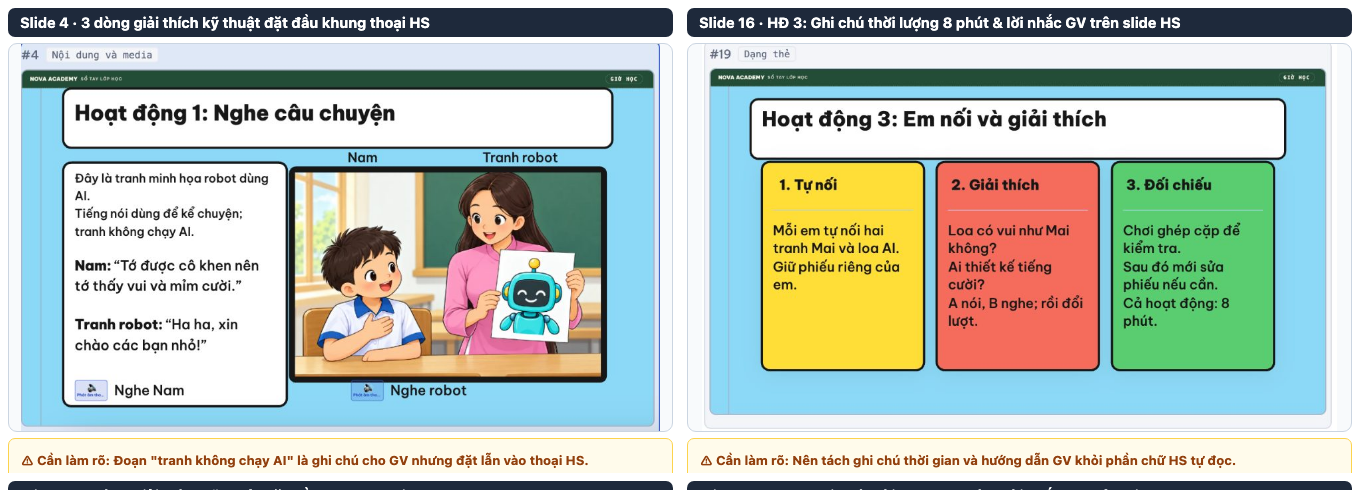 Slide 4 · 3 dòng giải thích kỹ thuật đặt đầu khung thoại HS
#4 Nội dung và media
NOVA ACADEMY SỔ TAY LỚP HỌC
GIỜ HỌC
Hoạt động 1: Nghe câu chuyện
Nam
Tranh robot
Đây là tranh minh họa robot dùng
AI.
Tiếng nói dùng để kể chuyện;
tranh không chạy AI.
Nam: “Tớ được cô khen nên
tớ thấy vui và mỉm cười.”
Tranh robot: “Ha ha, xin
chào các bạn nhỏ!”
Nghe Nam
Nghe robot
⚠ Cần làm rõ: Đoạn "tranh không chạy AI" là ghi chú cho GV nhưng đặt lẫn vào thoại HS.
Slide 16 · HĐ 3: Ghi chú thời lượng 8 phút & lời nhắc GV trên slide HS
#19 Dạng thẻ
NOVA ACADEMY SỔ TAY LỚP HỌC
GIỜ HỌC
Hoạt động 3: Em nối và giải thích
1. Tự nối
Mỗi em tự nối hai
tranh Mai và loa AI.
Giữ phiếu riêng của
em.
2. Giải thích
Loa có vui như Mai
không?
Ai thiết kế tiếng
cười?
A nói, B nghe; rồi đổi
lượt.
3. Đối chiếu
Chơi ghép cặp để
kiểm tra.
Sau đó mới sửa
phiếu nếu cần.
Cả hoạt động: 8
phút.
⚠ Cần làm rõ: Nên tách ghi chú thời gian và hướng dẫn GV khỏi phần chữ HS tự đọc.